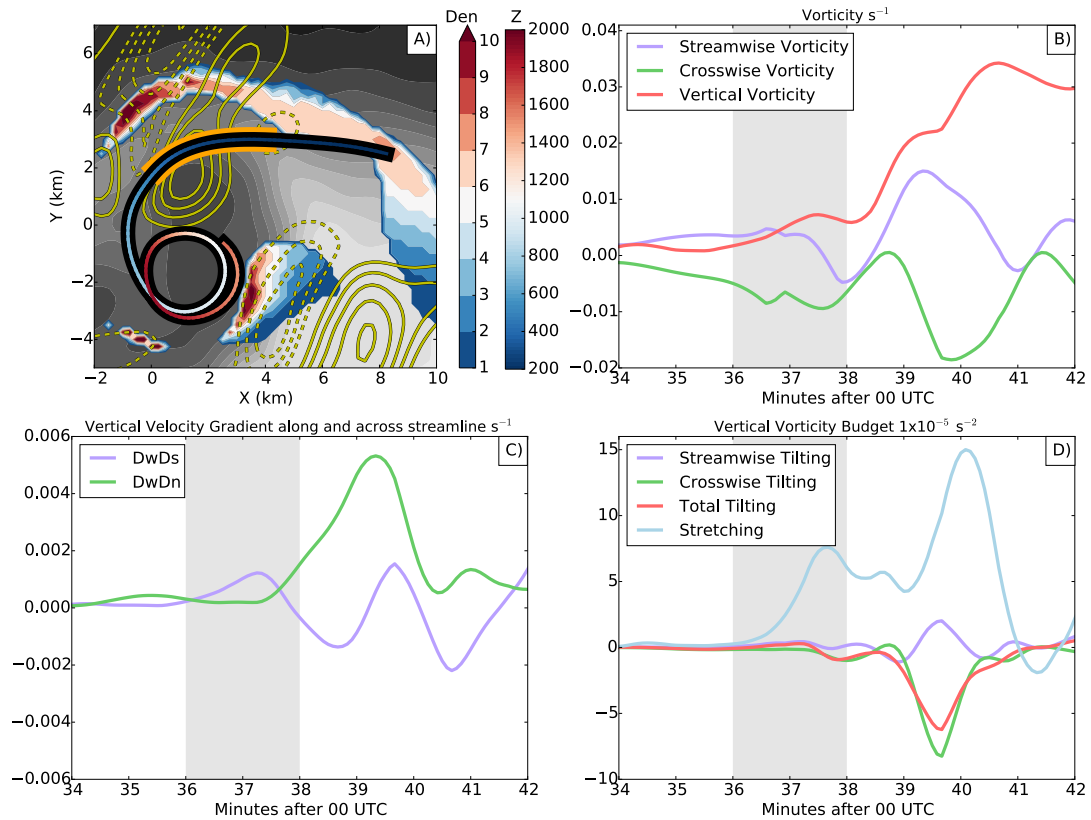 Den
Z
A)
6
4
2
0
−2
−4
Y (km)
−2 0 2 4 6 8 10
X (km)
10
9
8
7
6
5
4
3
2
1
2000
1800
1600
1400
1200
1000
800
600
400
200
Vorticity s⁻¹
B)
Streamwise Vorticity
Crosswise Vorticity
Vertical Vorticity
0.04
0.03
0.02
0.01
0.00
−0.01
−0.02
34 35 36 37 38 39 40 41 42
Minutes after 00 UTC
Vertical Velocity Gradient along and across streamline s⁻¹
C)
DwDs
DwDn
0.006
0.004
0.002
0.000
−0.002
−0.004
−0.006
34 35 36 37 38 39 40 41 42
Minutes after 00 UTC
Vertical Vorticity Budget 1x10⁻⁵ s⁻²
D)
Streamwise Tilting
Crosswise Tilting
Total Tilting
Stretching
15
10
5
0
−5
−10
34 35 36 37 38 39 40 41 42
Minutes after 00 UTC